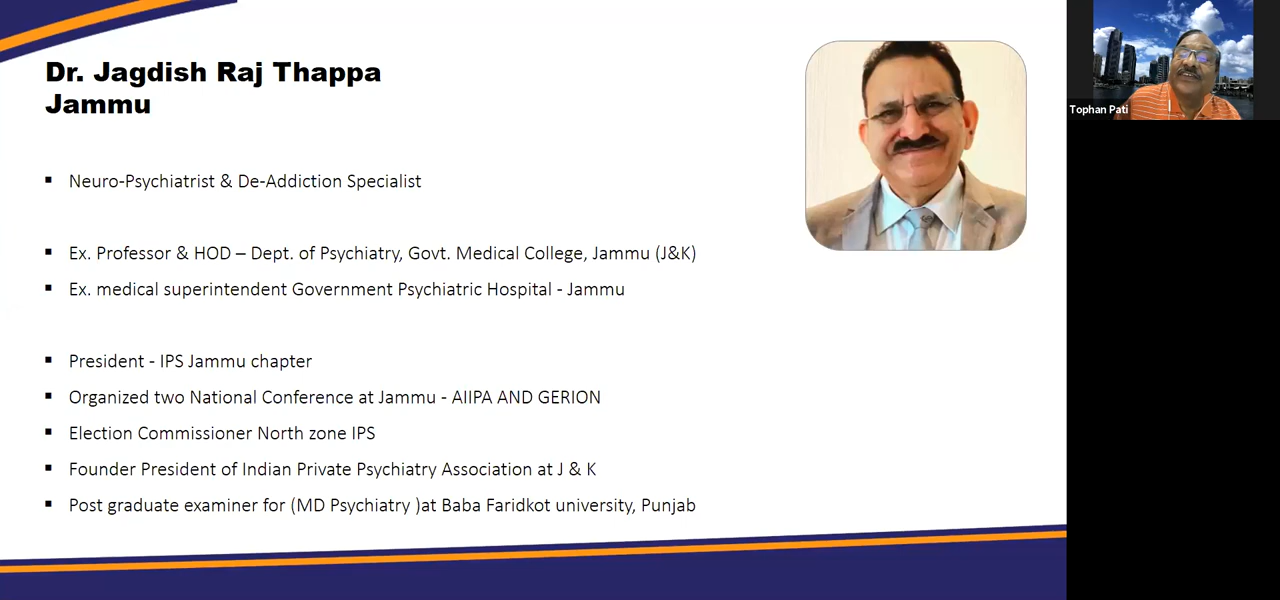 Dr. Jagdish Raj Thappa
Jammu
Neuro-Psychiatrist & De-Addiction Specialist
Ex. Professor & HOD – Dept. of Psychiatry, Govt. Medical College, Jammu (J&K)
Ex. medical superintendent Government Psychiatric Hospital - Jammu
President - IPS Jammu chapter
Organized two National Conference at Jammu - AIIPA AND GERION
Election Commissioner North zone IPS
Founder President of Indian Private Psychiatry Association at J & K
Post graduate examiner for (MD Psychiatry )at Baba Faridkot university, Punjab
Tophan Pati